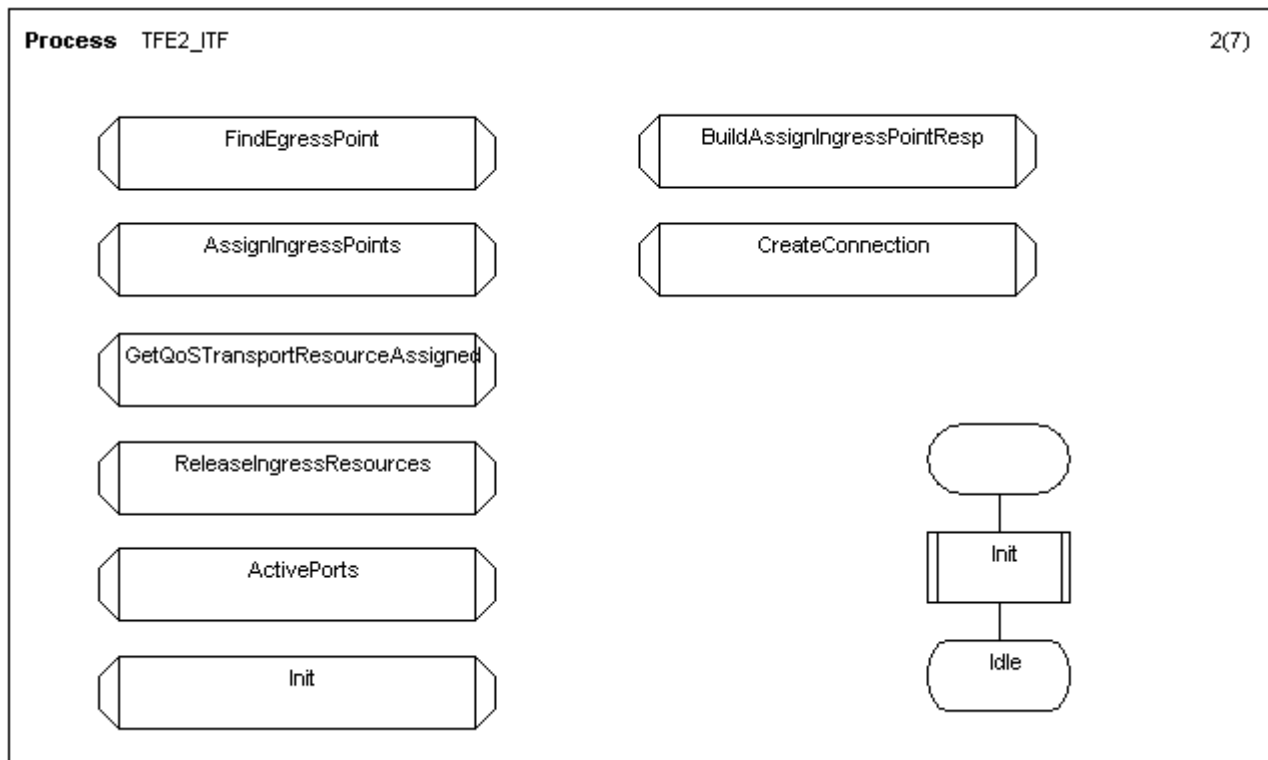 Process TFE2_ITF 2(7)
FindEgressPoint
BuildAssignIngressPointResp
AssignIngressPoints
CreateConnection
GetQoSTransportResourceAssigned
ReleaseIngressResources
ActivePorts
Init
Init
Idle